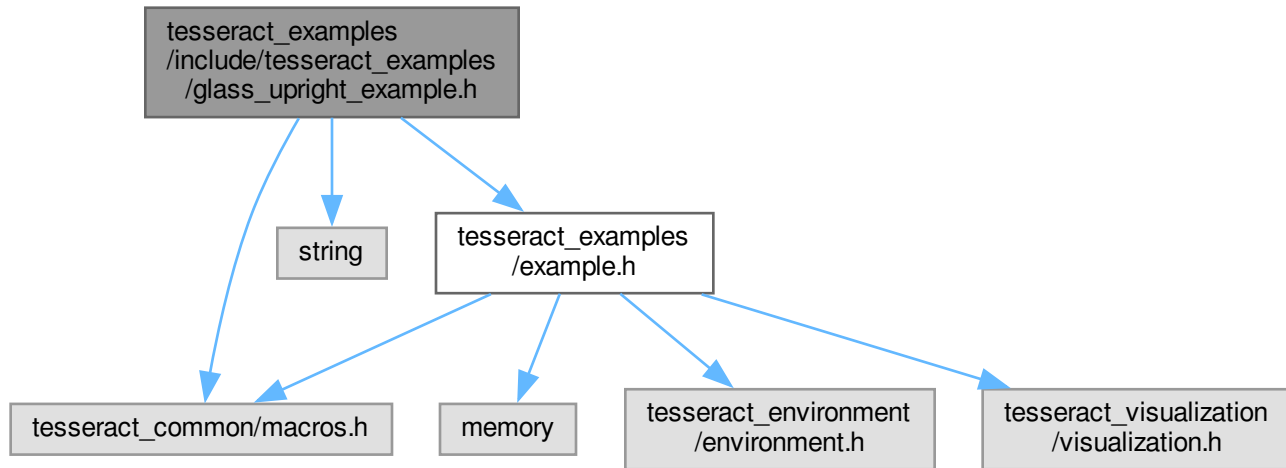 tesseract_examples
/include/tesseract_examples
/glass_upright_example.h
string
tesseract_examples
/example.h
tesseract_common/macros.h
memory
tesseract_environment
/environment.h
tesseract_visualization
/visualization.h